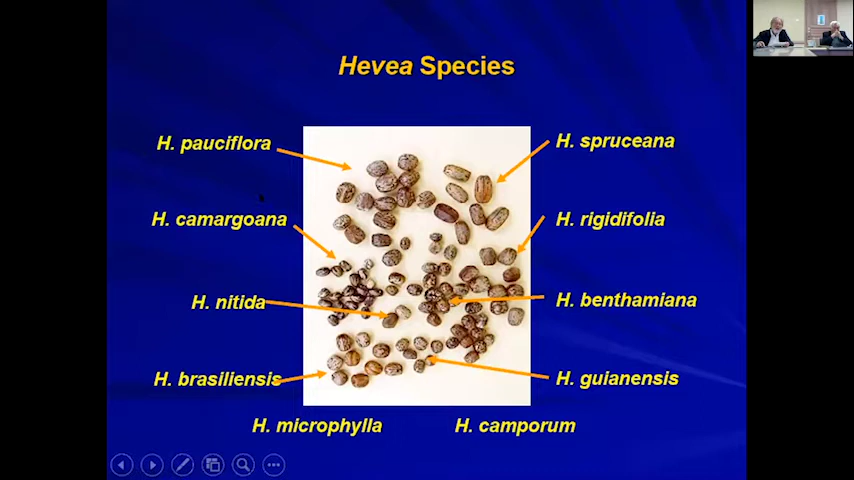 Hevea Species
H. pauciflora
H. spruceana
H. camargoana
H. rigidifolia
H. nitida
H. benthamiana
H. brasiliensis
H. guianensis
H. microphylla
H. camporum